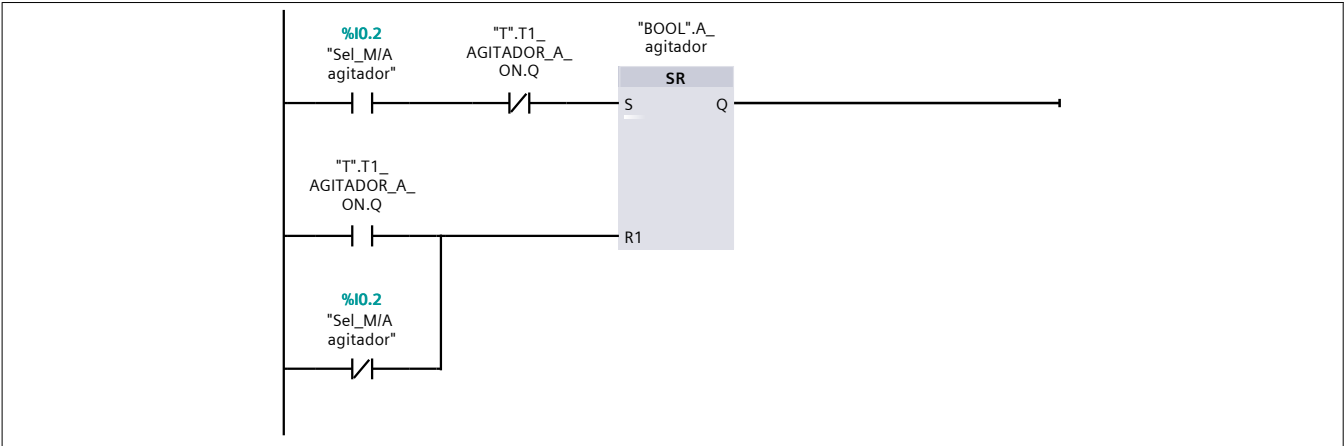 %I0.2
"Sel_M/A
agitador"
"T".T1_
AGITADOR_A_
ON.Q
"BOOL".A_
agitador
SR
S
Q
"T".T1_
AGITADOR_A_
ON.Q
R1
%I0.2
"Sel_M/A
agitador"